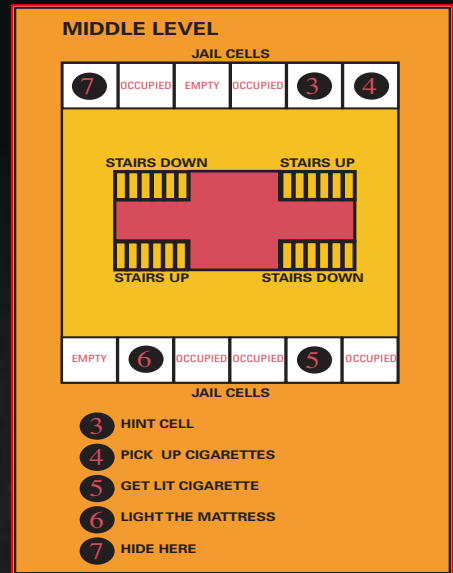 MIDDLE LEVEL
JAIL CELLS
7 OCCUPIED EMPTY OCCUPIED 3 4
STAIRS DOWN STAIRS UP
STAIRS UP STAIRS DOWN
EMPTY 6 OCCUPIED OCCUPIED 5 OCCUPIED
JAIL CELLS
3 HINT CELL
4 PICK UP CIGARETTES
5 GET LIT CIGARETTE
6 LIGHT THE MATTRESS
7 HIDE HERE